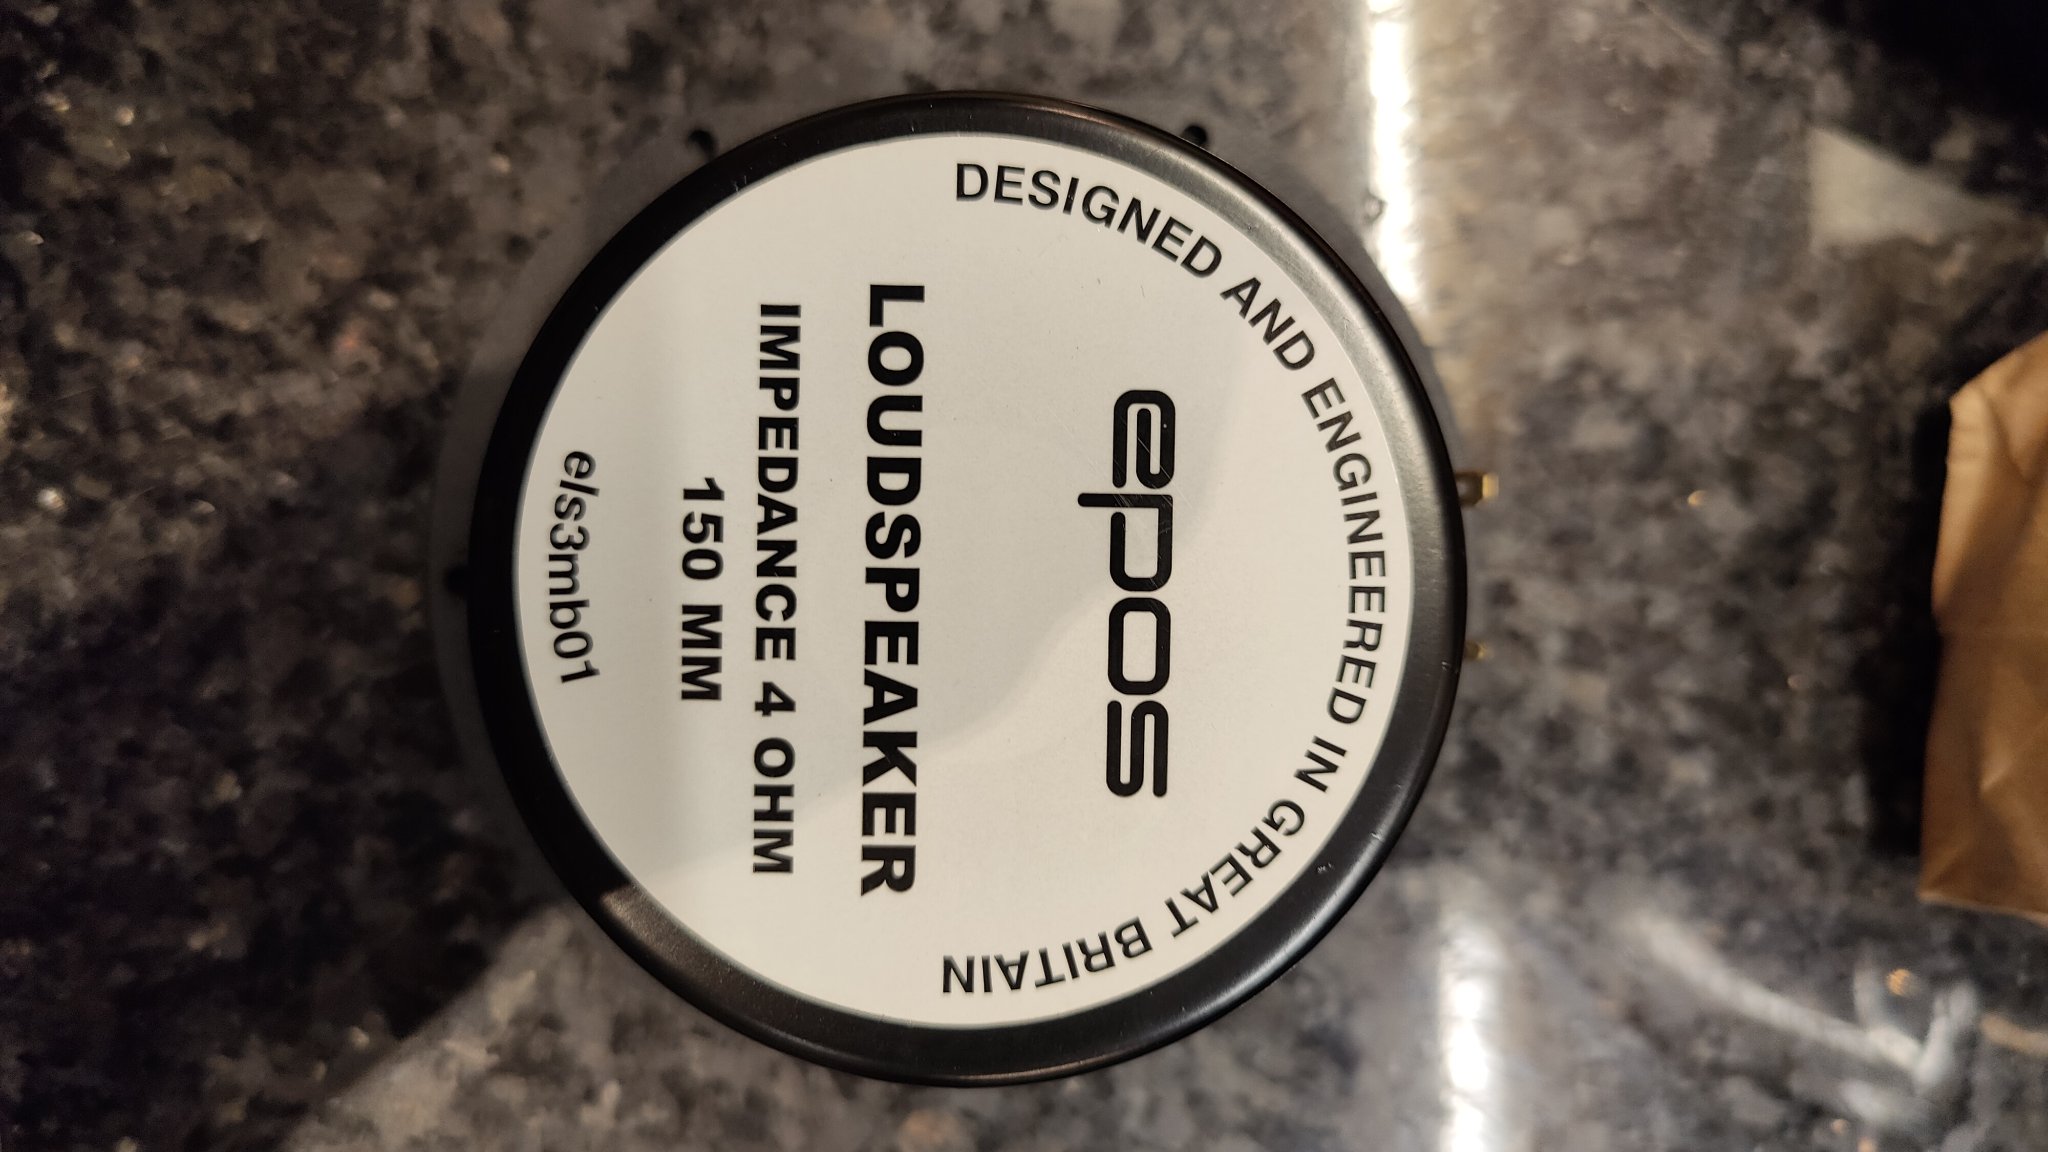 DESIGNED AND ENGINEERED IN GREAT BRITAIN
epos
LOUDSPEAKER
IMPEDANCE 4 OHM
150 MM
els3mb01